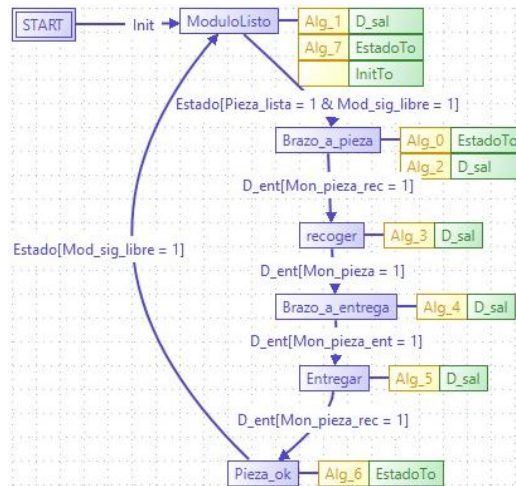 START
Init
ModuloListo
Alg_1 D_sal
Alg_7 EstadoTo
InitTo
Estado[Pieza_lista = 1 & Mod_sig_libre = 1]
Brazo_a_pieza
Alg_0 EstadoTo
Alg_2 D_sal
D_ent[Mon_pieza_rec = 1]
recoger
Alg_3 D_sal
Estado[Mod_sig_libre = 1]
D_ent[Mon_pieza = 1]
Brazo_a_entrega
Alg_4 D_sal
D_ent[Mon_pieza_ent = 1]
Entregar
Alg_5 D_sal
D_ent[Mon_pieza_rec = 1]
Pieza_ok
Alg_6 EstadoTo